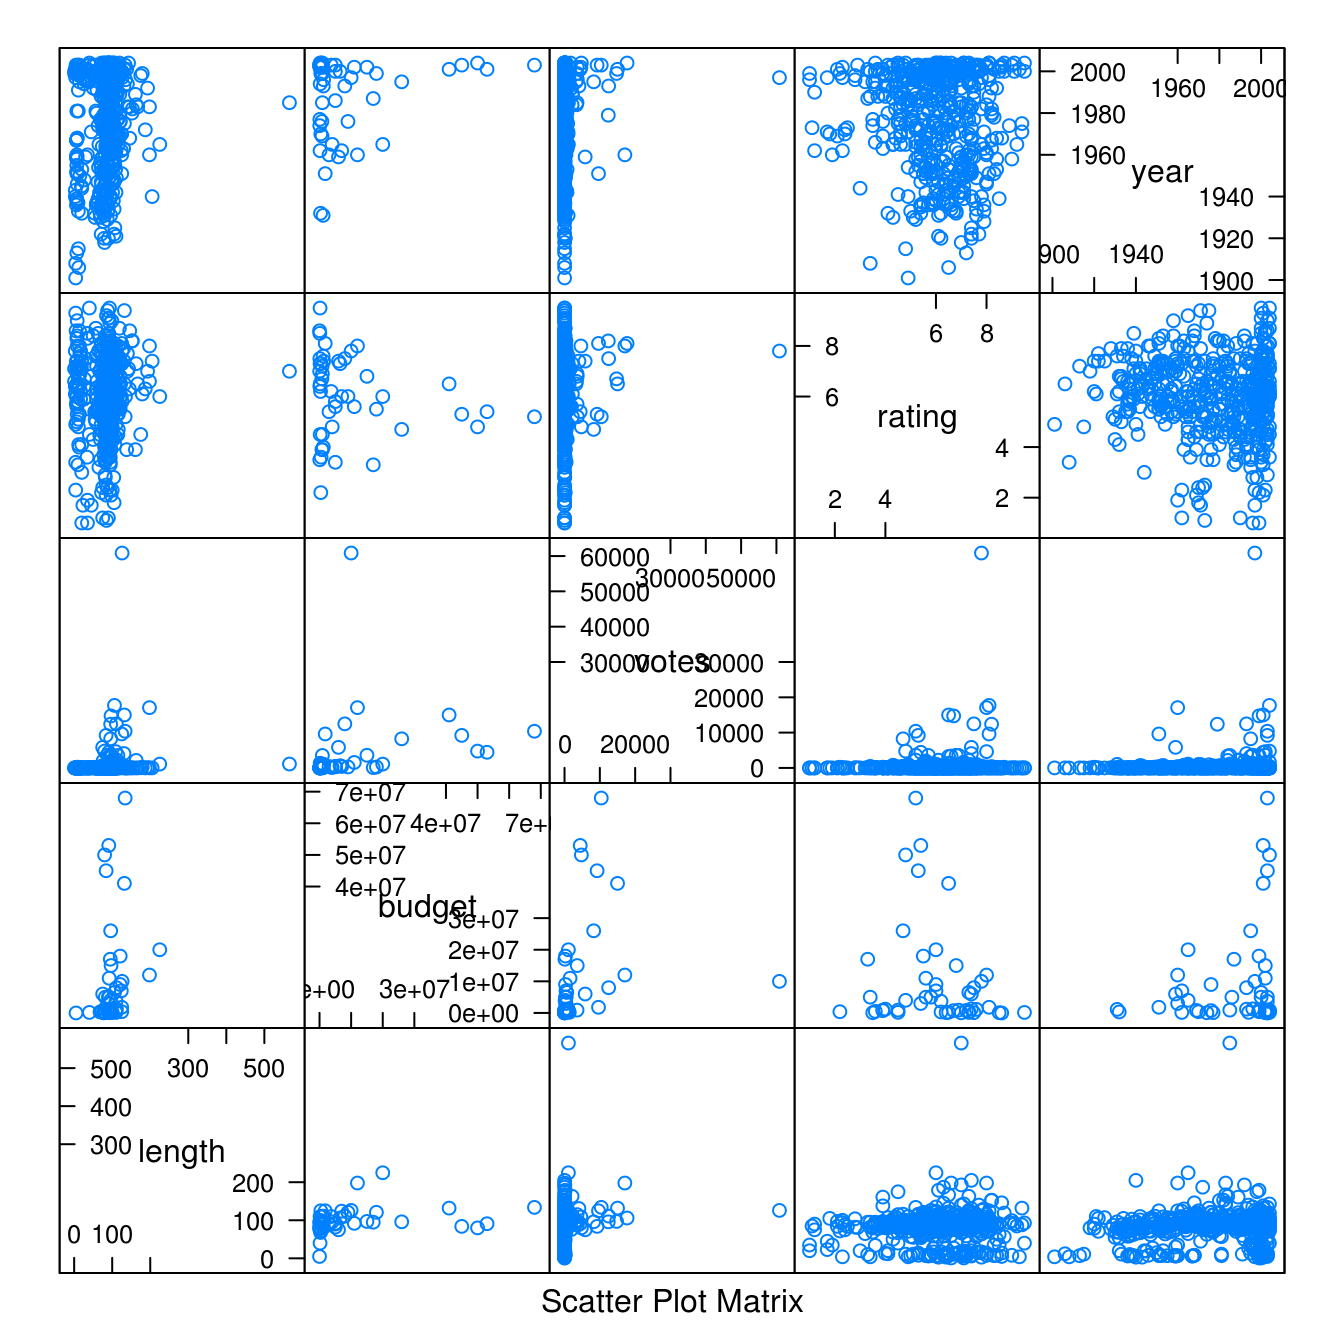 2000
1960 2000
1980
1960
year
1940
1920
900 1940
1900
6 8
8
6
rating
4
2 4
2
60000
30000 50000
50000
40000
30000 votes 30000
20000
10000
0 20000
0
7e+07
6e+07 4e+07 7e+
5e+07
4e+07
budget
3e+07
2e+07
e+00 3e+07 1e+07
0e+00
500 300 500
400
300 length
200
0 100 100
0
Scatter Plot Matrix